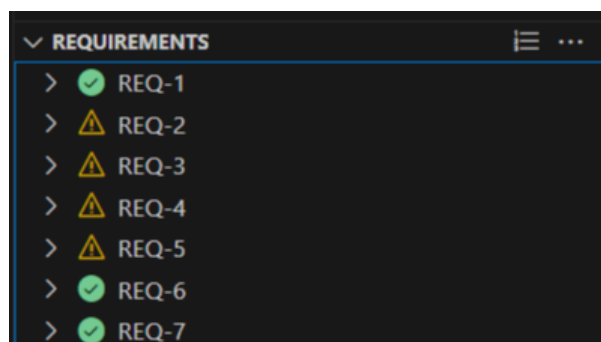 REQUIREMENTS
REQ-1
REQ-2
REQ-3
REQ-4
REQ-5
REQ-6
REQ-7